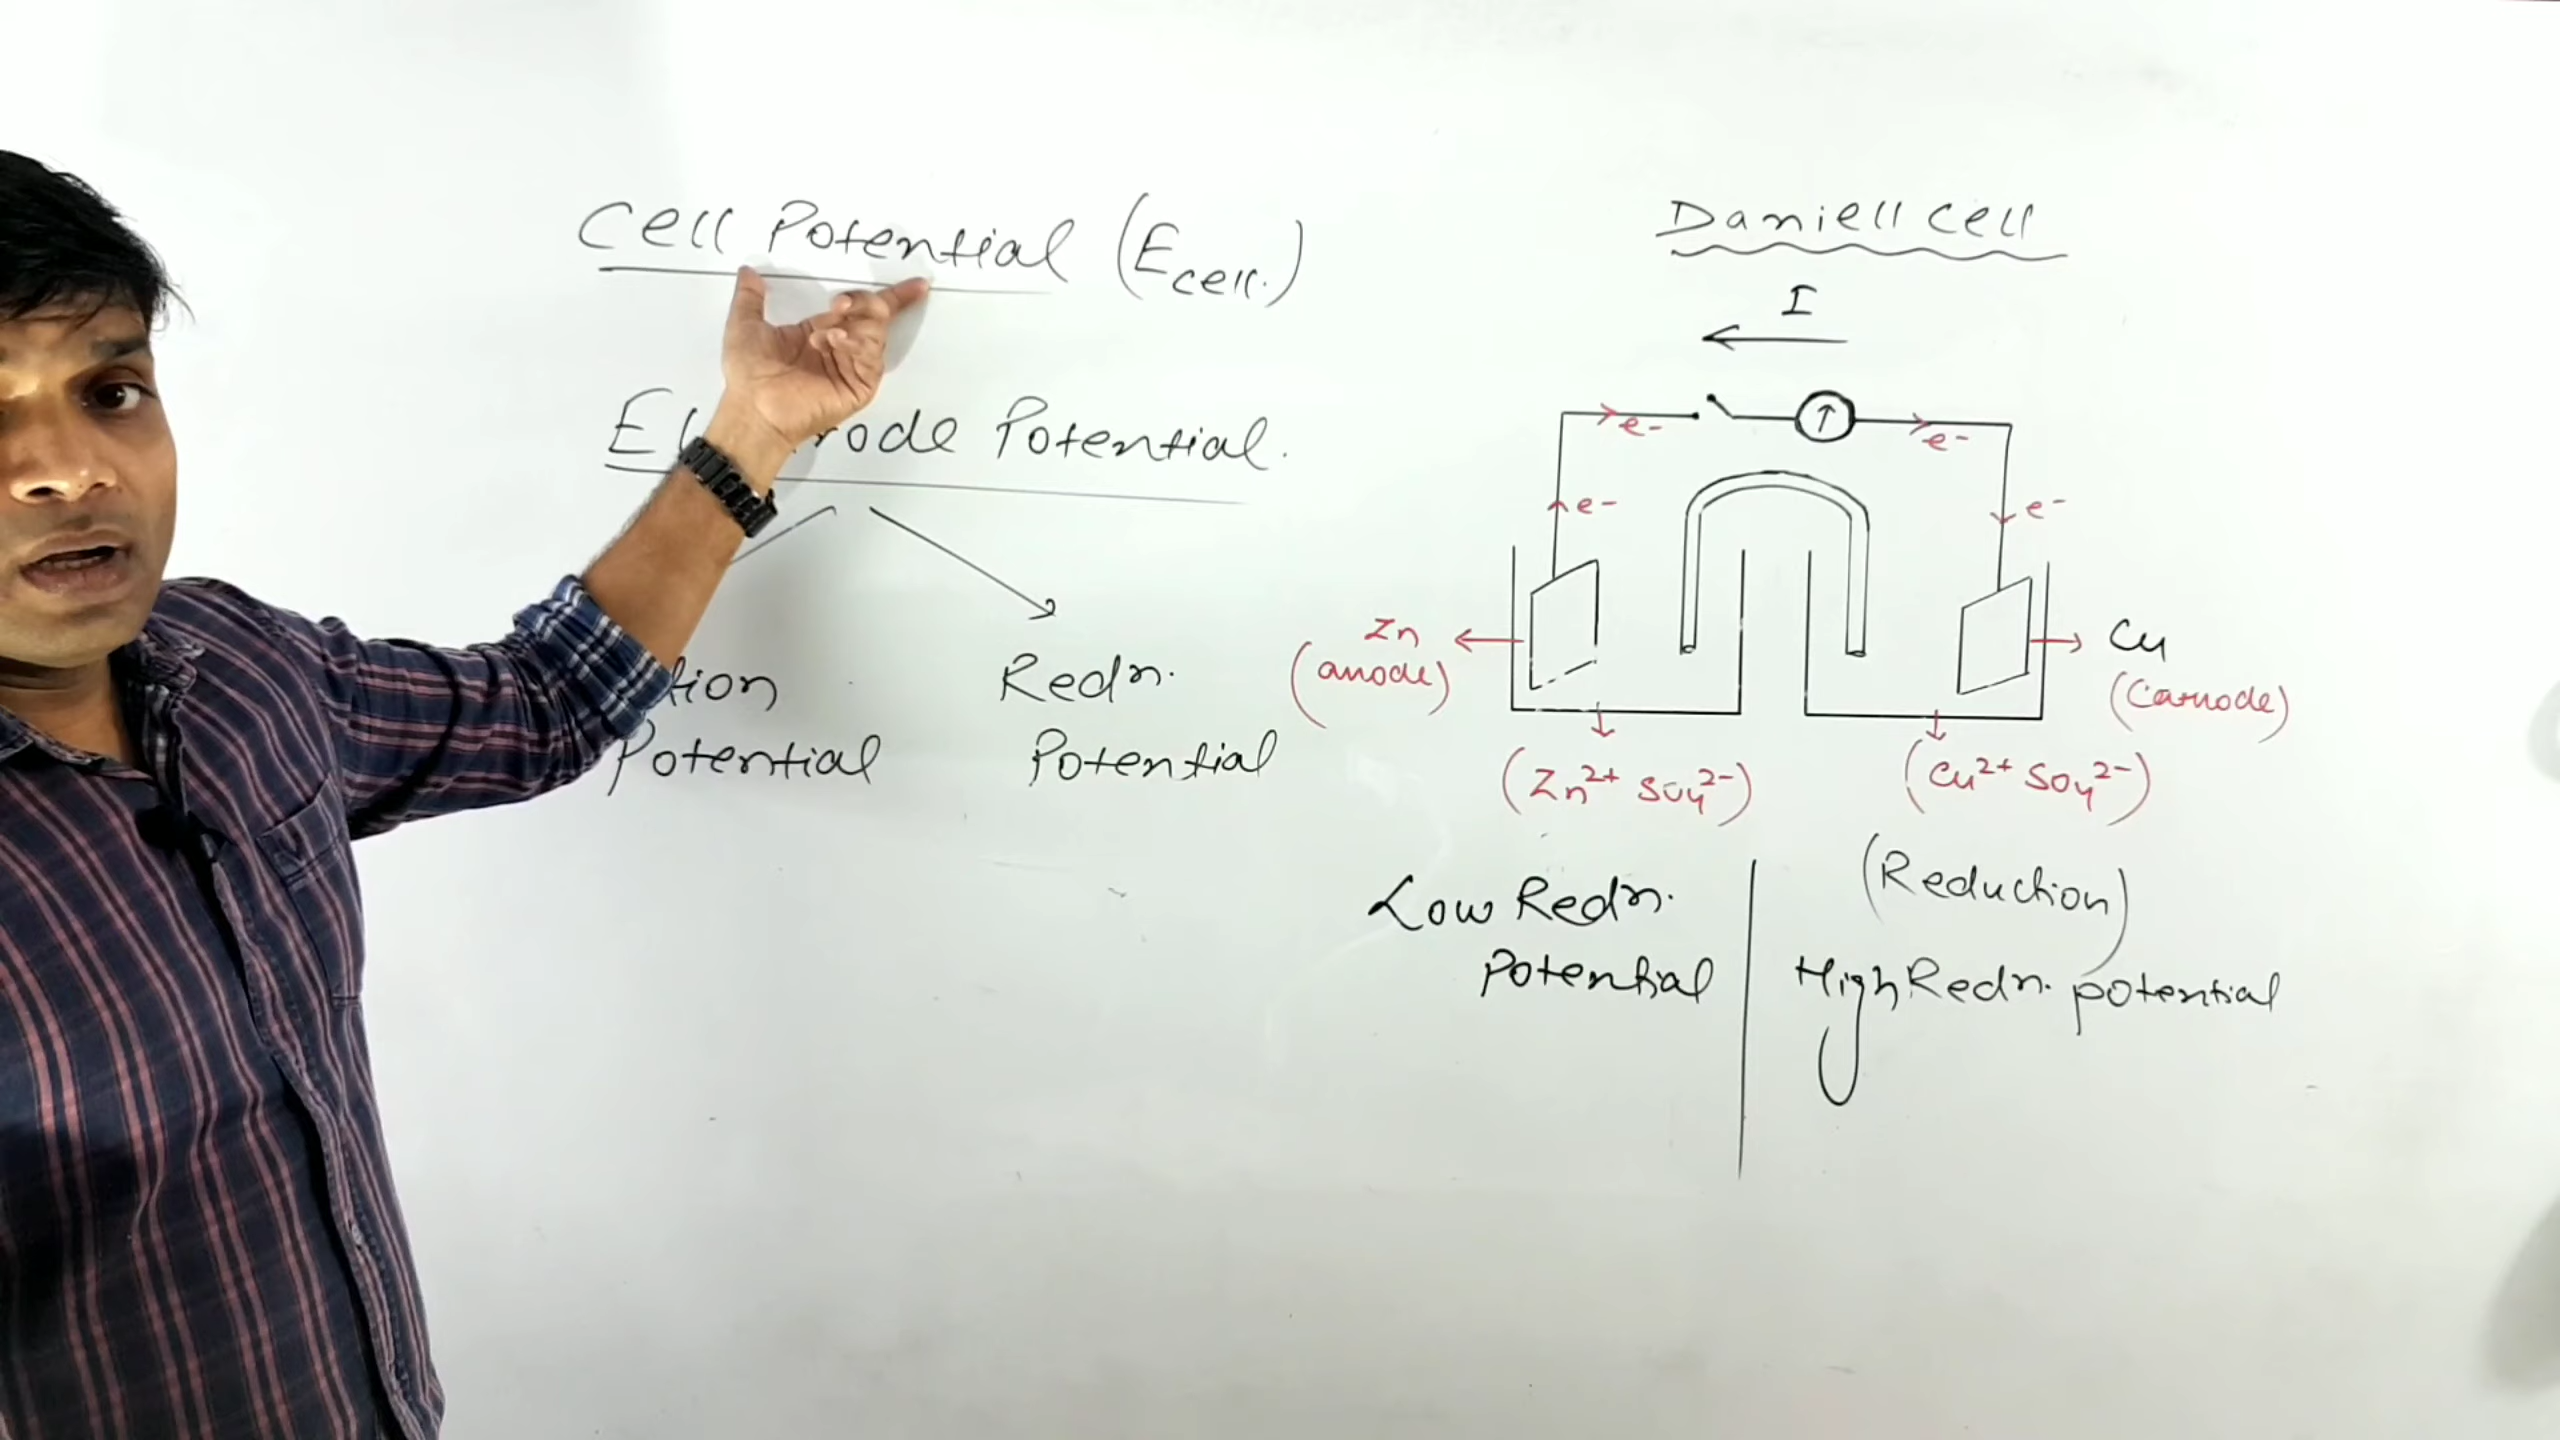 Cell Potential (Ecell.)
Potential.
Redn.
Potential
Potential
Daniell cell
I
e-
e-
e-
e-
Zn
(anode)
Cu
(Cathode)
(Zn²⁺ SO₄²⁻)
(Cu²⁺ SO₄²⁻)
Low Redn.
Potential
(Reduction)
High Redn. potential